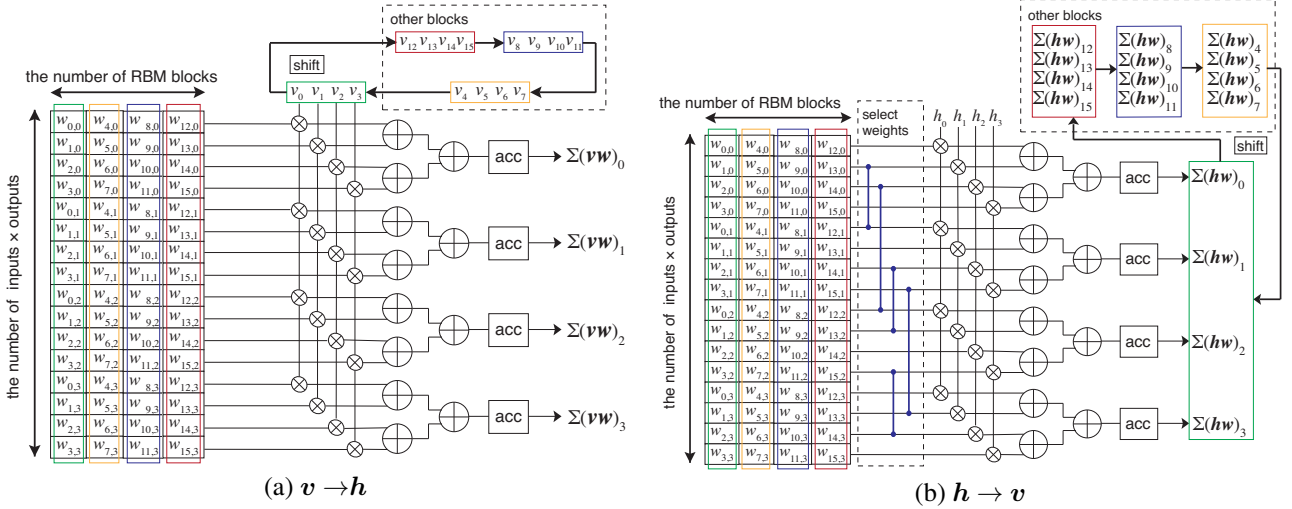 other blocks
v12 v13 v14 v15
v8 v9 v10 v11
shift
the number of RBM blocks
v0 v1 v2 v3
v4 v5 v6 v7
the number of inputs × outputs
w0,0 w4,0 w8,0 w12,0
w1,0 w5,0 w9,0 w13,0
w2,0 w6,0 w10,0 w14,0
w3,0 w7,0 w11,0 w15,0
w0,1 w4,1 w8,1 w12,1
w1,1 w5,1 w9,1 w13,1
w2,1 w6,1 w10,1 w14,1
w3,1 w7,1 w11,1 w15,1
w0,2 w4,2 w8,2 w12,2
w1,2 w5,2 w9,2 w13,2
w2,2 w6,2 w10,2 w14,2
w3,2 w7,2 w11,2 w15,2
w0,3 w4,3 w8,3 w12,3
w1,3 w5,3 w9,3 w13,3
w2,3 w6,3 w10,3 w14,3
w3,3 w7,3 w11,3 w15,3
acc Σ(vw)0
acc Σ(vw)1
acc Σ(vw)2
acc Σ(vw)3
(a) v → h
other blocks
Σ(hw)12 Σ(hw)8 Σ(hw)4
Σ(hw)13 Σ(hw)9 Σ(hw)5
Σ(hw)14 Σ(hw)10 Σ(hw)6
Σ(hw)15 Σ(hw)11 Σ(hw)7
shift
the number of RBM blocks
select
weights
h0 h1 h2 h3
the number of inputs × outputs
w0,0 w4,0 w8,0 w12,0
w1,0 w5,0 w9,0 w13,0
w2,0 w6,0 w10,0 w14,0
w3,0 w7,0 w11,0 w15,0
w0,1 w4,1 w8,1 w12,1
w1,1 w5,1 w9,1 w13,1
w2,1 w6,1 w10,1 w14,1
w3,1 w7,1 w11,1 w15,1
w0,2 w4,2 w8,2 w12,2
w1,2 w5,2 w9,2 w13,2
w2,2 w6,2 w10,2 w14,2
w3,2 w7,2 w11,2 w15,2
w0,3 w4,3 w8,3 w12,3
w1,3 w5,3 w9,3 w13,3
w2,3 w6,3 w10,3 w14,3
w3,3 w7,3 w11,3 w15,3
acc Σ(hw)0
acc Σ(hw)1
acc Σ(hw)2
acc Σ(hw)3
(b) h → v